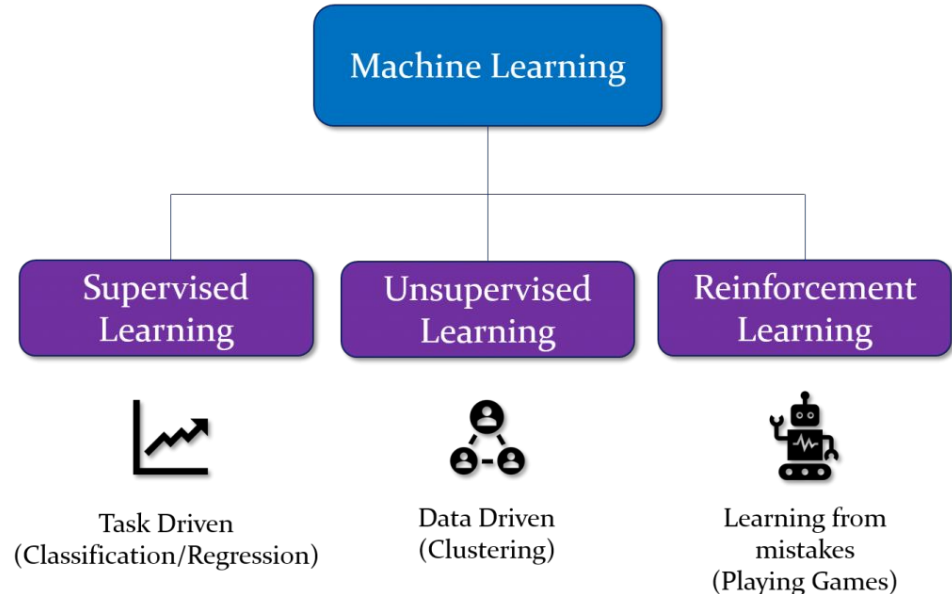 Machine Learning
Supervised
Learning
Unsupervised
Learning
Reinforcement
Learning
Task Driven
(Classification/Regression)
Data Driven
(Clustering)
Learning from
mistakes
(Playing Games)